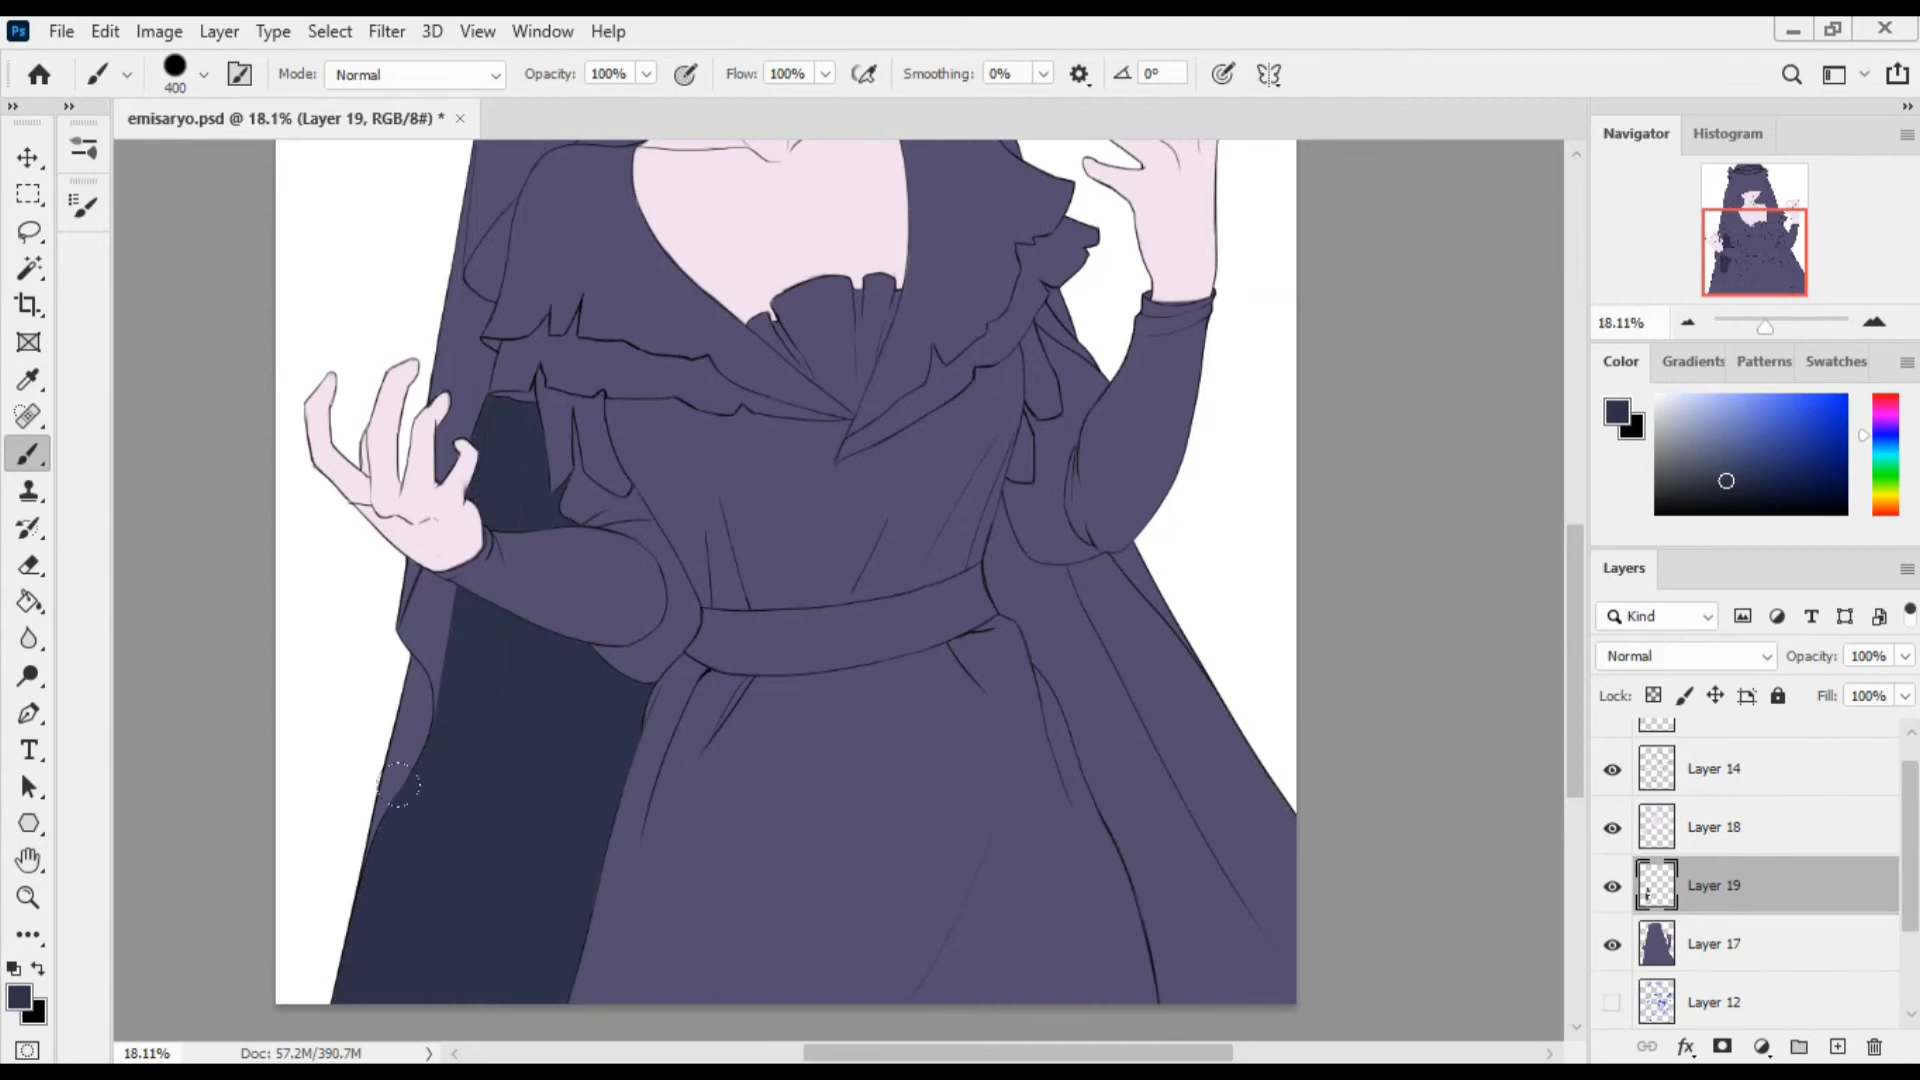 Ps File Edit Image Layer Type Select Filter 3D View Window Help
400 Mode: Normal Opacity: 100% Flow: 100% Smoothing: 0% 0°
emisaryo.psd @ 18.1% (Layer 19, RGB/8#) * ×
Navigator Histogram
18.11%
Color Gradients Patterns Swatches
Layers
Kind
Normal Opacity: 100%
Lock: Fill: 100%
Layer 14
Layer 18
Layer 19
Layer 17
Layer 12
18.11% Doc: 57.2M/390.7M